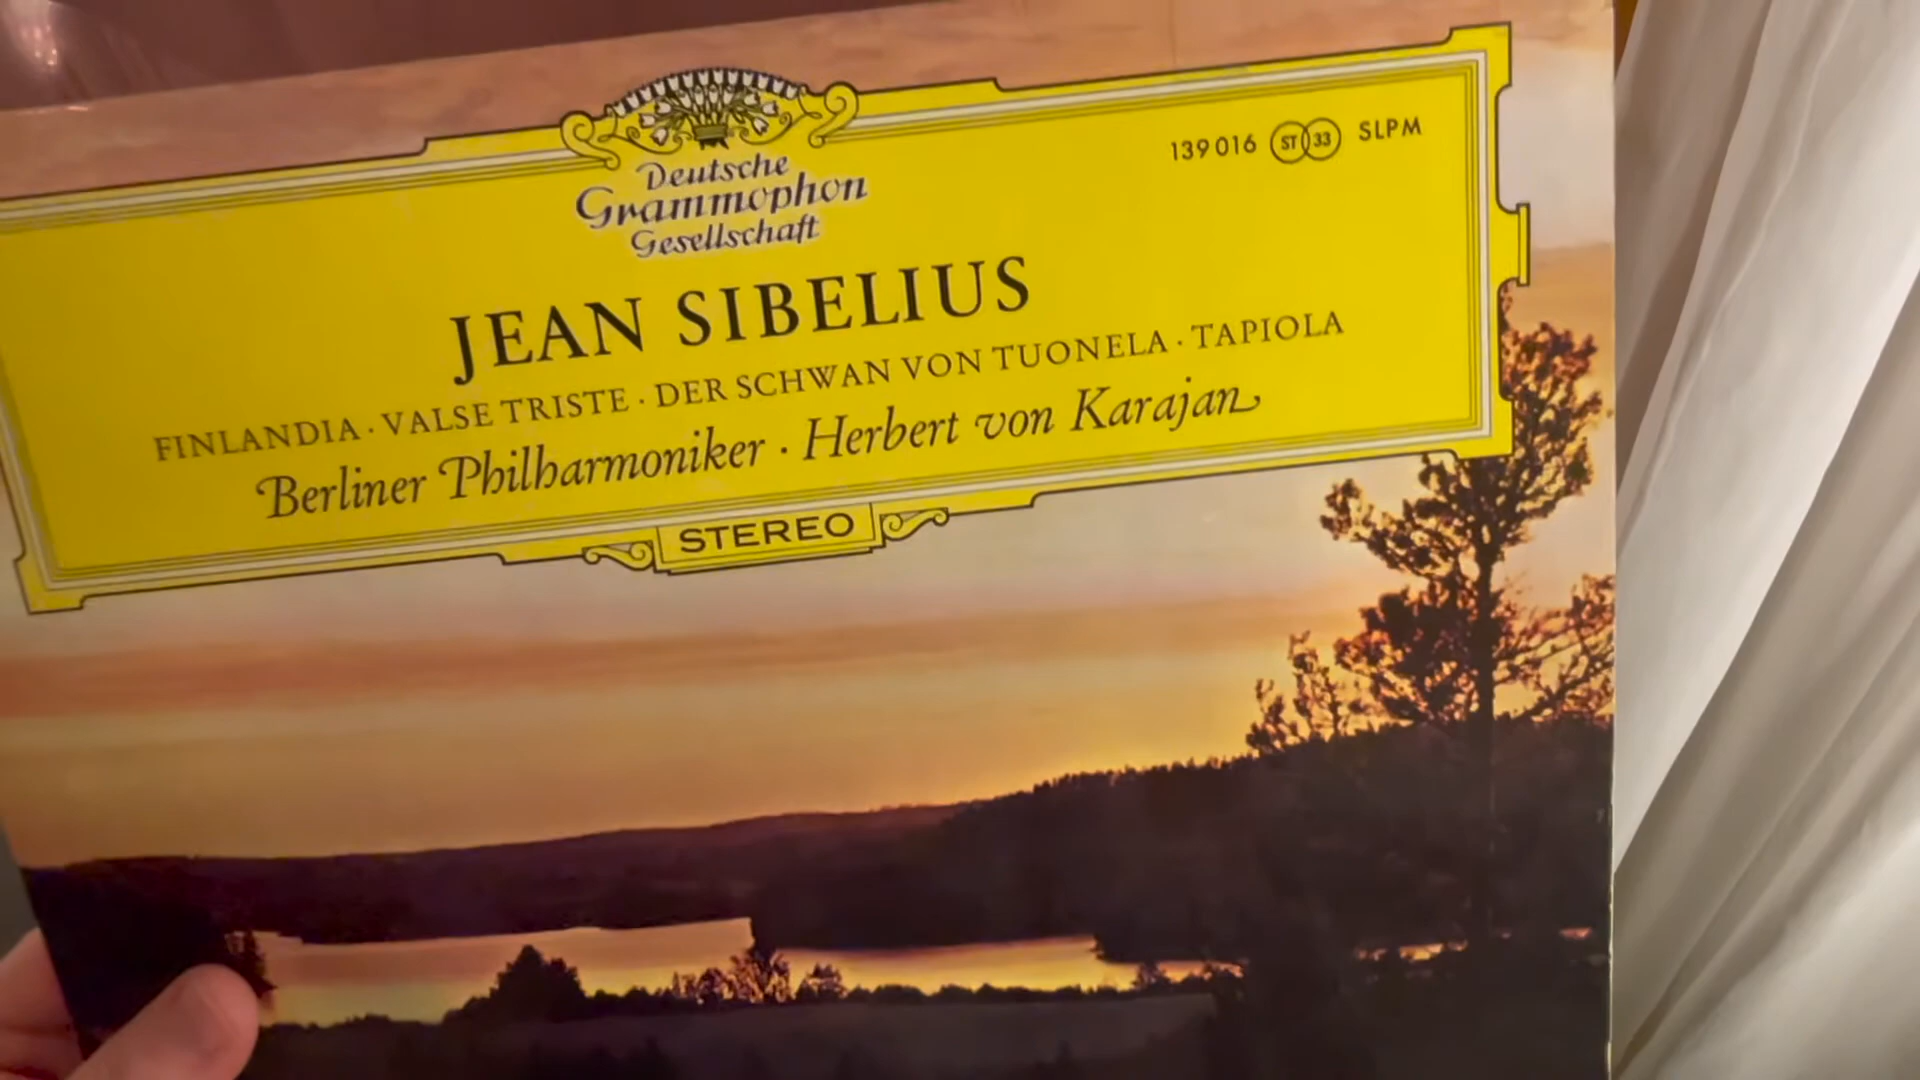 Deutsche
Grammophon
Gesellschaft
139 016 ST 33 SLPM
JEAN SIBELIUS
FINLANDIA · VALSE TRISTE · DER SCHWAN VON TUONELA · TAPIOLA
Berliner Philharmoniker · Herbert von Karajan
STEREO